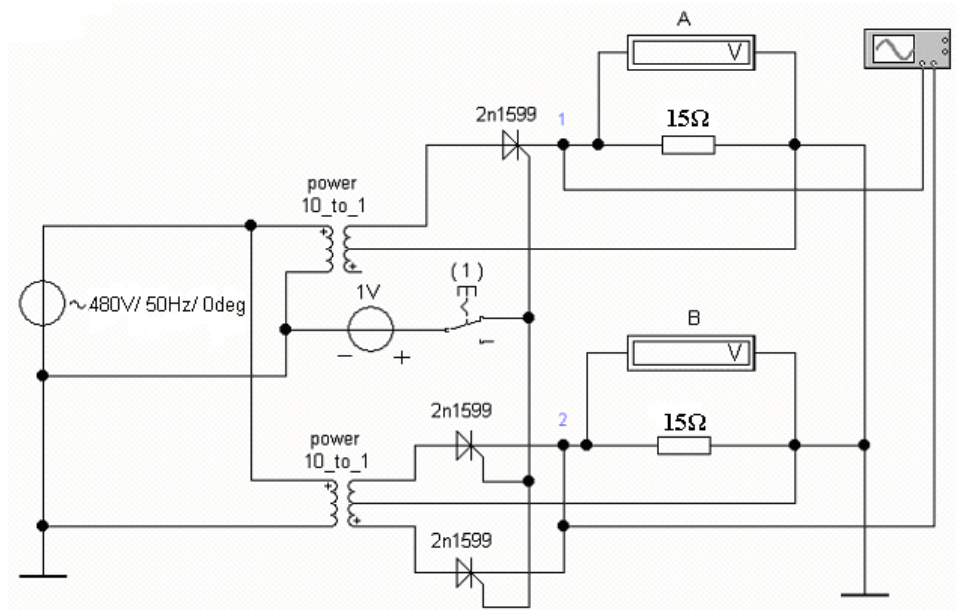 A
V
2n1599
1
15Ω
power
10_to_1
(1)
1V
~480V/ 50Hz/ 0deg
− +
B
V
2n1599
2
15Ω
power
10_to_1
2n1599